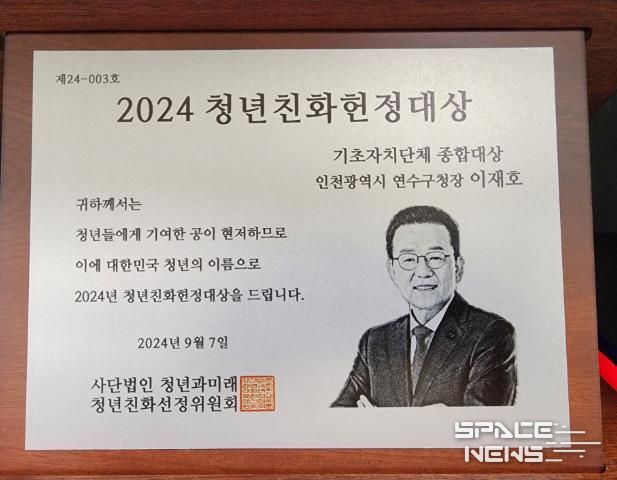 제24-003호
2024 청년친화헌정대상
기초자치단체 종합대상
인천광역시 연수구청장 이재호
귀하께서는
청년들에게 기여한 공이 현저하므로
이에 대한민국 청년의 이름으로
2024년 청년친화헌정대상을 드립니다.
2024년 9월 7일
사단법인 청년과미래
청년친화선정위원회
SPACE
NEWS